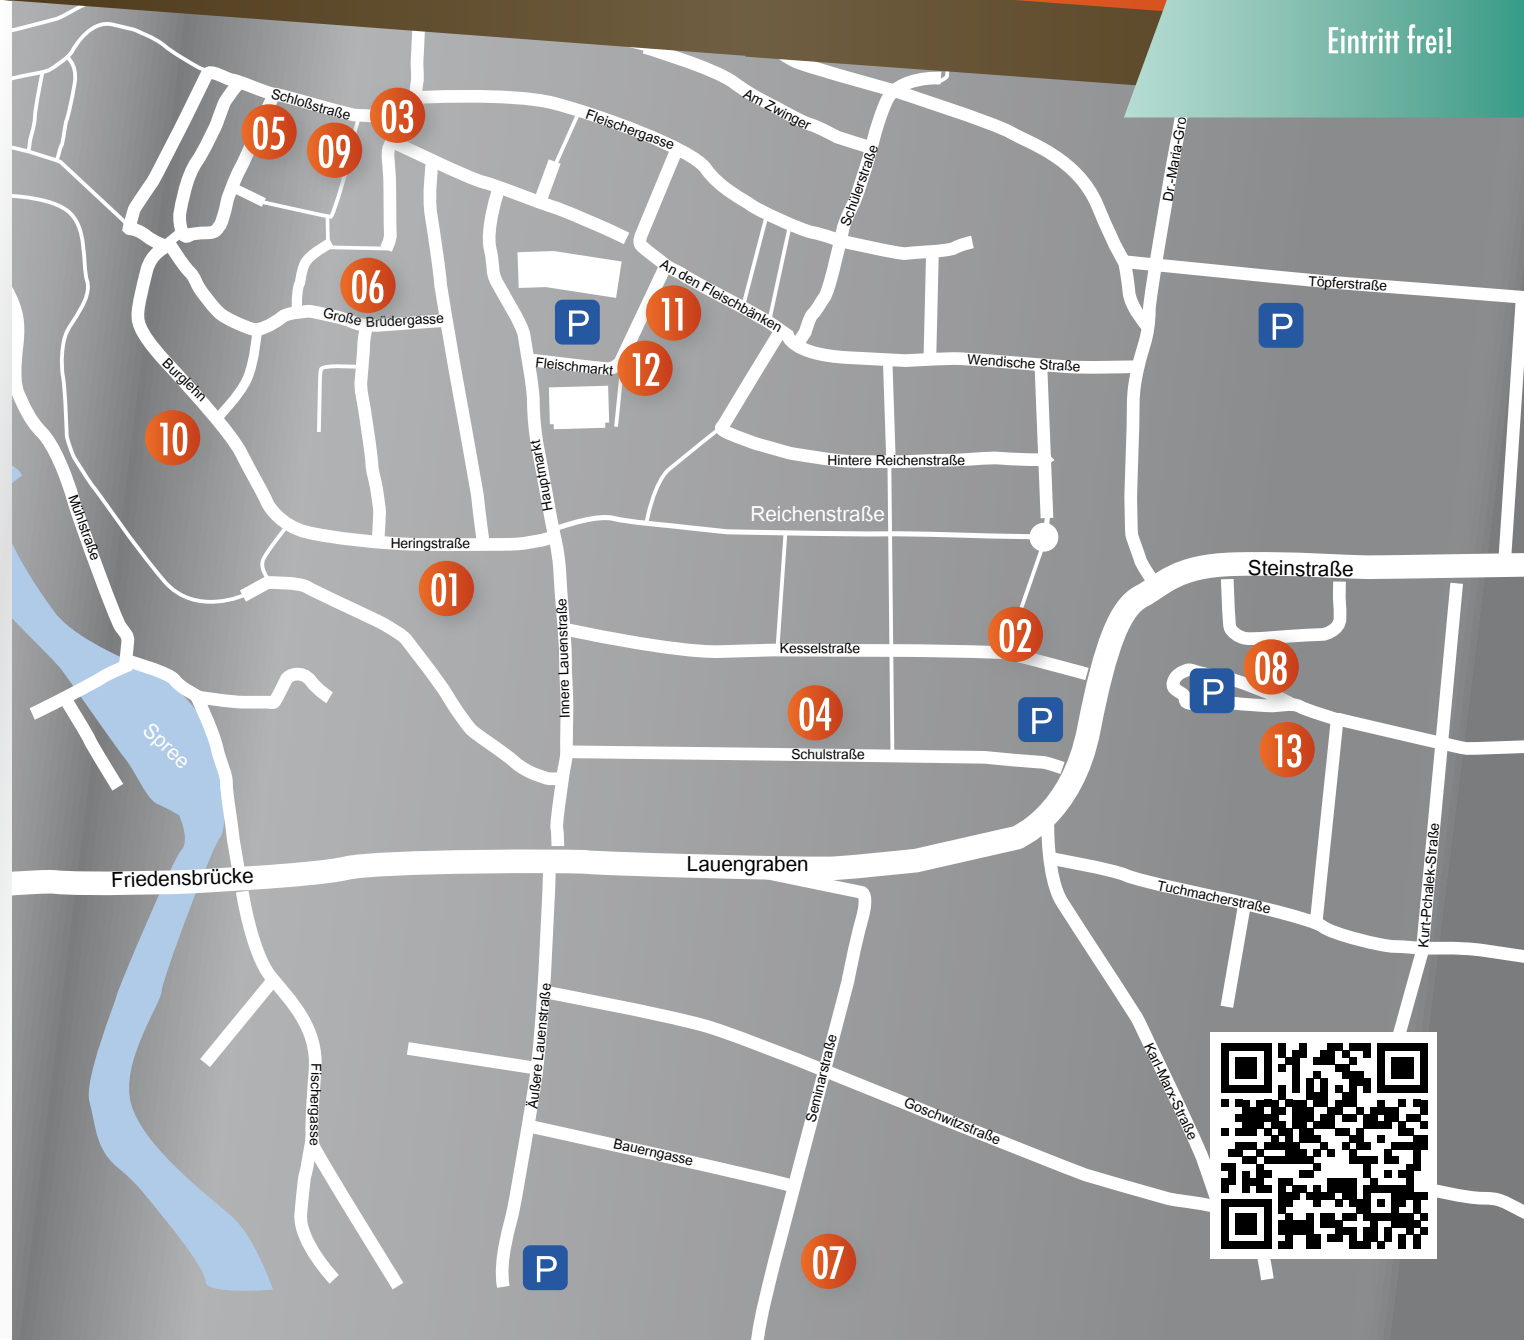 Eintritt frei!
Schloßstraße
03
05
09
Fleischergasse
Am Zwinger
Schülerstraße
Dr.-Maria-Gro
Töpferstraße
P
06
Große Brüdergasse
An den Fleischbänken
P
11
Fleischmarkt
12
Wendische Straße
Burglehn
10
Hauptmarkt
Hintere Reichenstraße
Reichenstraße
Mühlstraße
Heringstraße
01
Steinstraße
Innere Lauenstraße
Kesselstraße
02
08
P
04
P
13
Schulstraße
Spree
Friedensbrücke
Lauengraben
Tuchmacherstraße
Kurt-Pchalek-Straße
Äußere Lauenstraße
Fischergasse
Seminarstraße
Goschwitzstraße
Karl-Marx-Straße
Bauerngasse
P
07